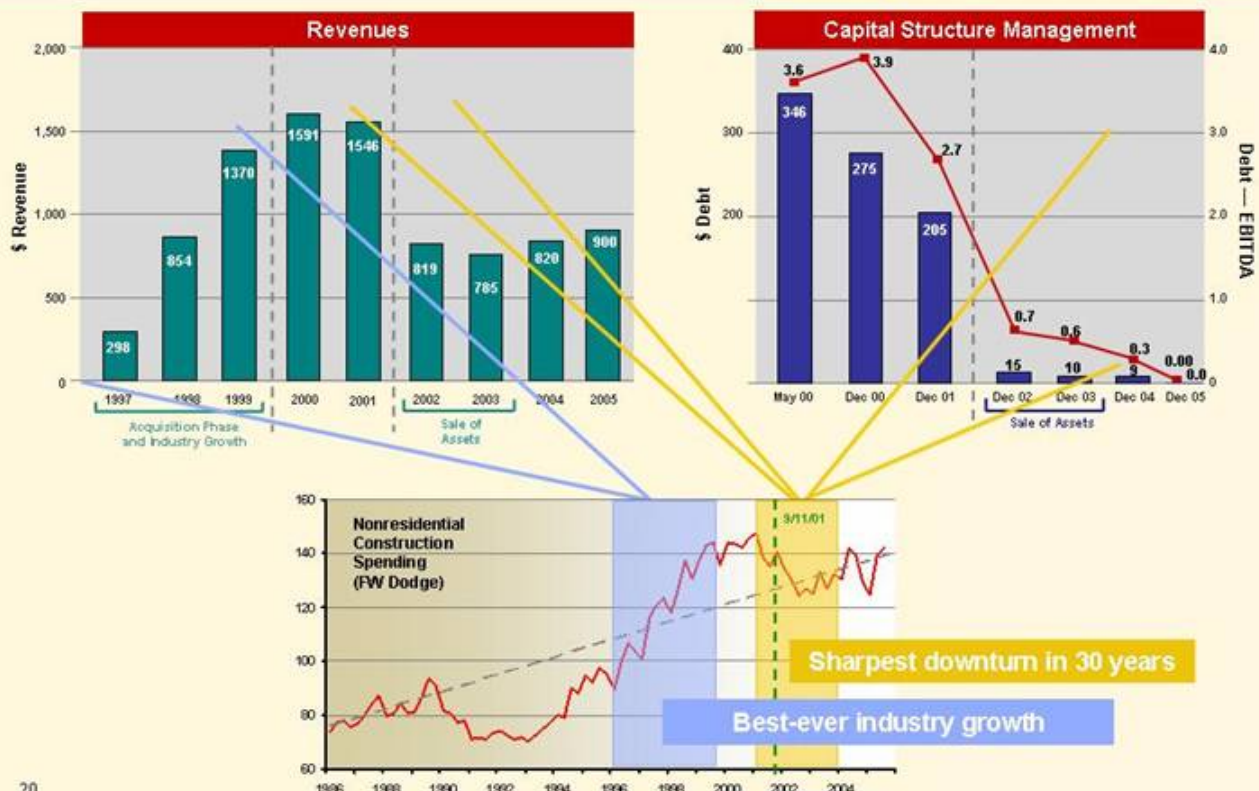 Revenues
$ Revenue
2,000
1,500
1,000
500
0
298
854
1370
1591
1546
819
785
820
900
1997
1998
1999
2000
2001
2002
2003
2004
2005
Acquisition Phase
and Industry Growth
Sale of
Assets
Capital Structure Management
$ Debt
400
300
200
4.0
3.0
2.0
1.0
0
Debt — EBITDA
3.6
3.9
2.7
0.7
0.6
0.3
0.00
0.0
346
275
205
15
10
9
May 00
Dec 00
Dec 01
Dec 02
Dec 03
Dec 04
Dec 05
Sale of Assets
Nonresidential
Construction
Spending
(FW Dodge)
160
140
120
100
80
60
9/11/01
Sharpest downturn in 30 years
Best-ever industry growth
1986
1988
1990
1992
1994
1996
1998
2000
2002
2004
20